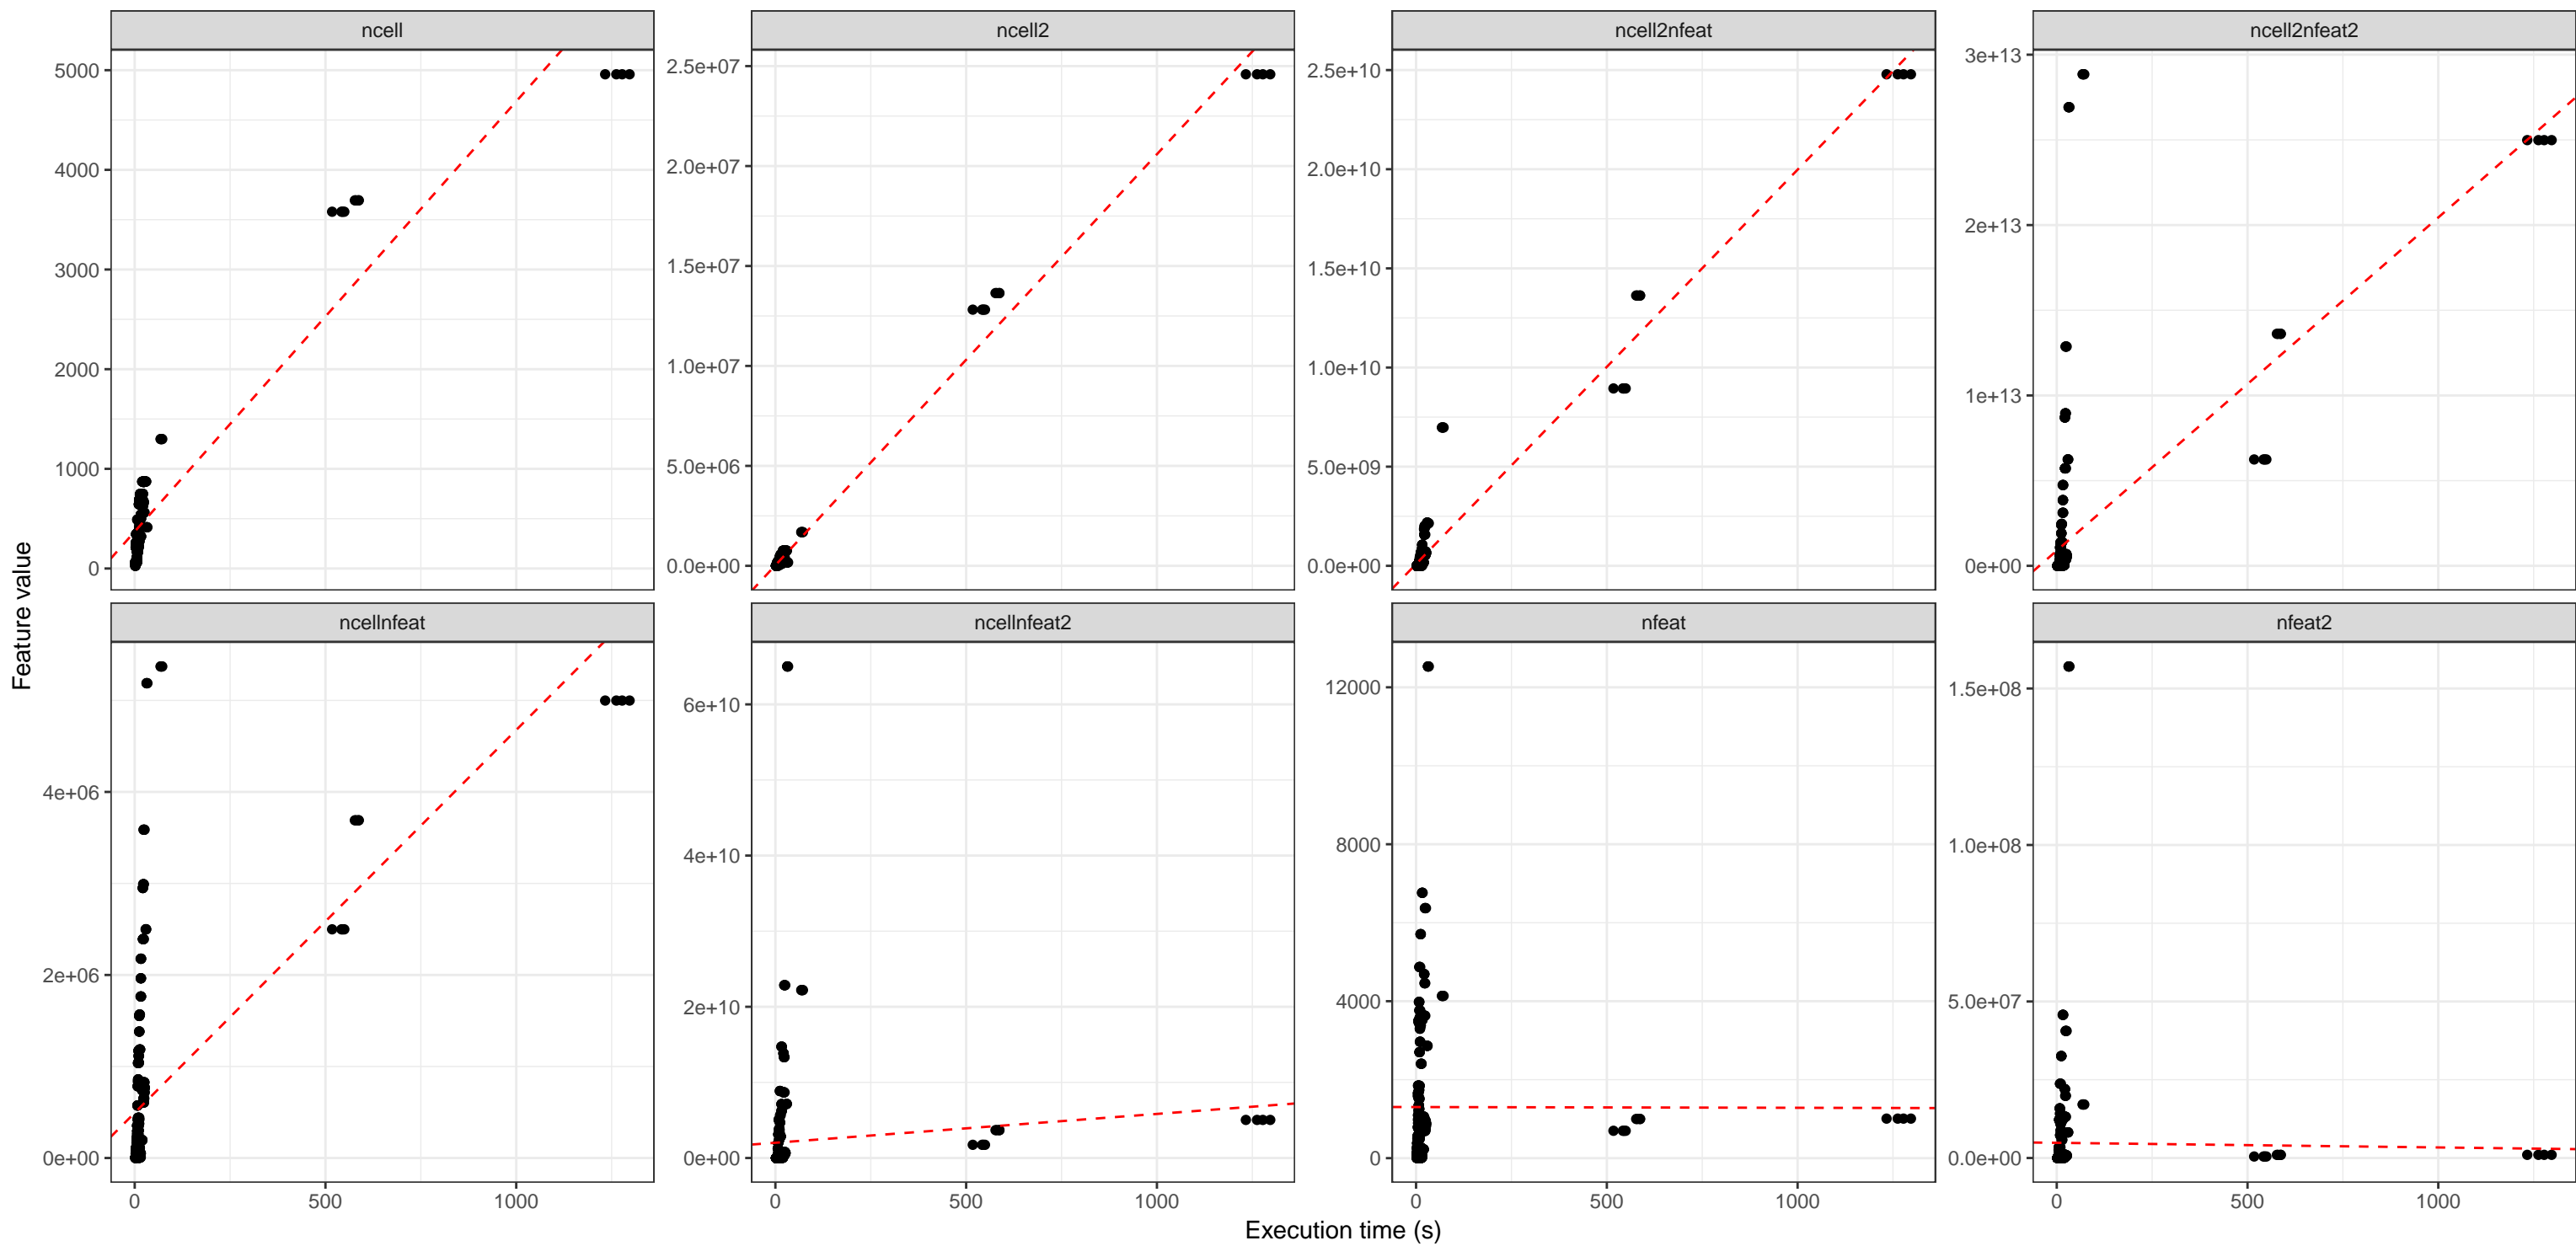 ncell
ncell2
ncell2nfeat
ncell2nfeat2
5000
4000
3000
2000
1000
0
2.5e+07
2.0e+07
1.5e+07
1.0e+07
5.0e+06
0.0e+00
2.5e+10
2.0e+10
1.5e+10
1.0e+10
5.0e+09
0.0e+00
3e+13
2e+13
1e+13
0e+00
Feature value
ncellnfeat
ncellnfeat2
nfeat
nfeat2
4e+06
2e+06
0e+00
6e+10
4e+10
2e+10
0e+00
12000
8000
4000
0
1.5e+08
1.0e+08
5.0e+07
0.0e+00
0 500 1000
0 500 1000
0 500 1000
0 500 1000
Execution time (s)